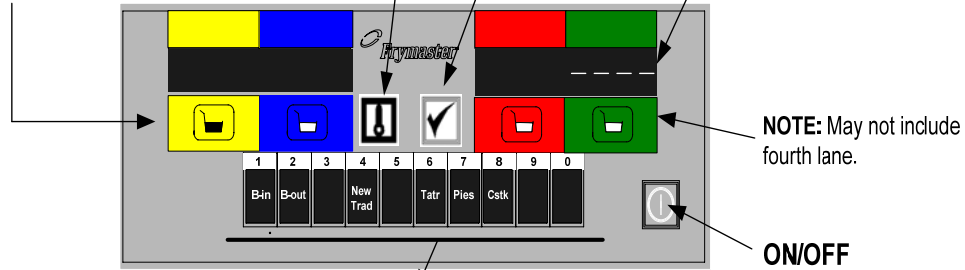 Frymaster
NOTE: May not include
fourth lane.
1 2 3 4 5 6 7 8 9 0
B-in B-out New Trad Tatr Pies Cstk
ON/OFF